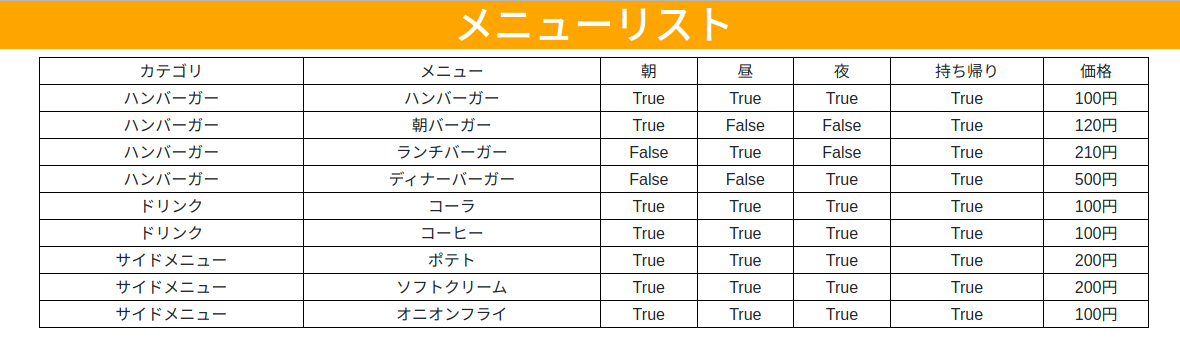 メニューリスト
カテゴリ メニュー 朝 昼 夜 持ち帰り 価格
ハンバーガー ハンバーガー True True True True 100円
ハンバーガー 朝バーガー True False False True 120円
ハンバーガー ランチバーガー False True False True 210円
ハンバーガー ディナーバーガー False False True True 500円
ドリンク コーラ True True True True 100円
ドリンク コーヒー True True True True 100円
サイドメニュー ポテト True True True True 200円
サイドメニュー ソフトクリーム True True True True 200円
サイドメニュー オニオンフライ True True True True 100円